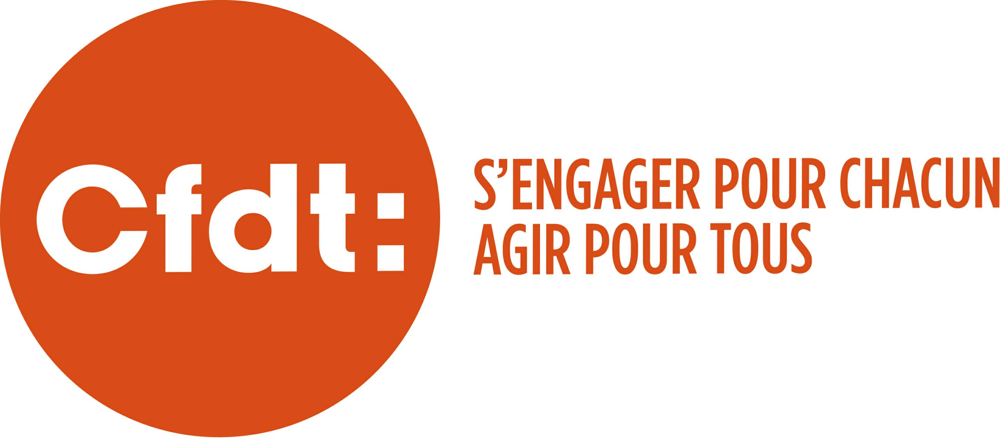 Cfdt:
S’ENGAGER POUR CHACUN
AGIR POUR TOUS